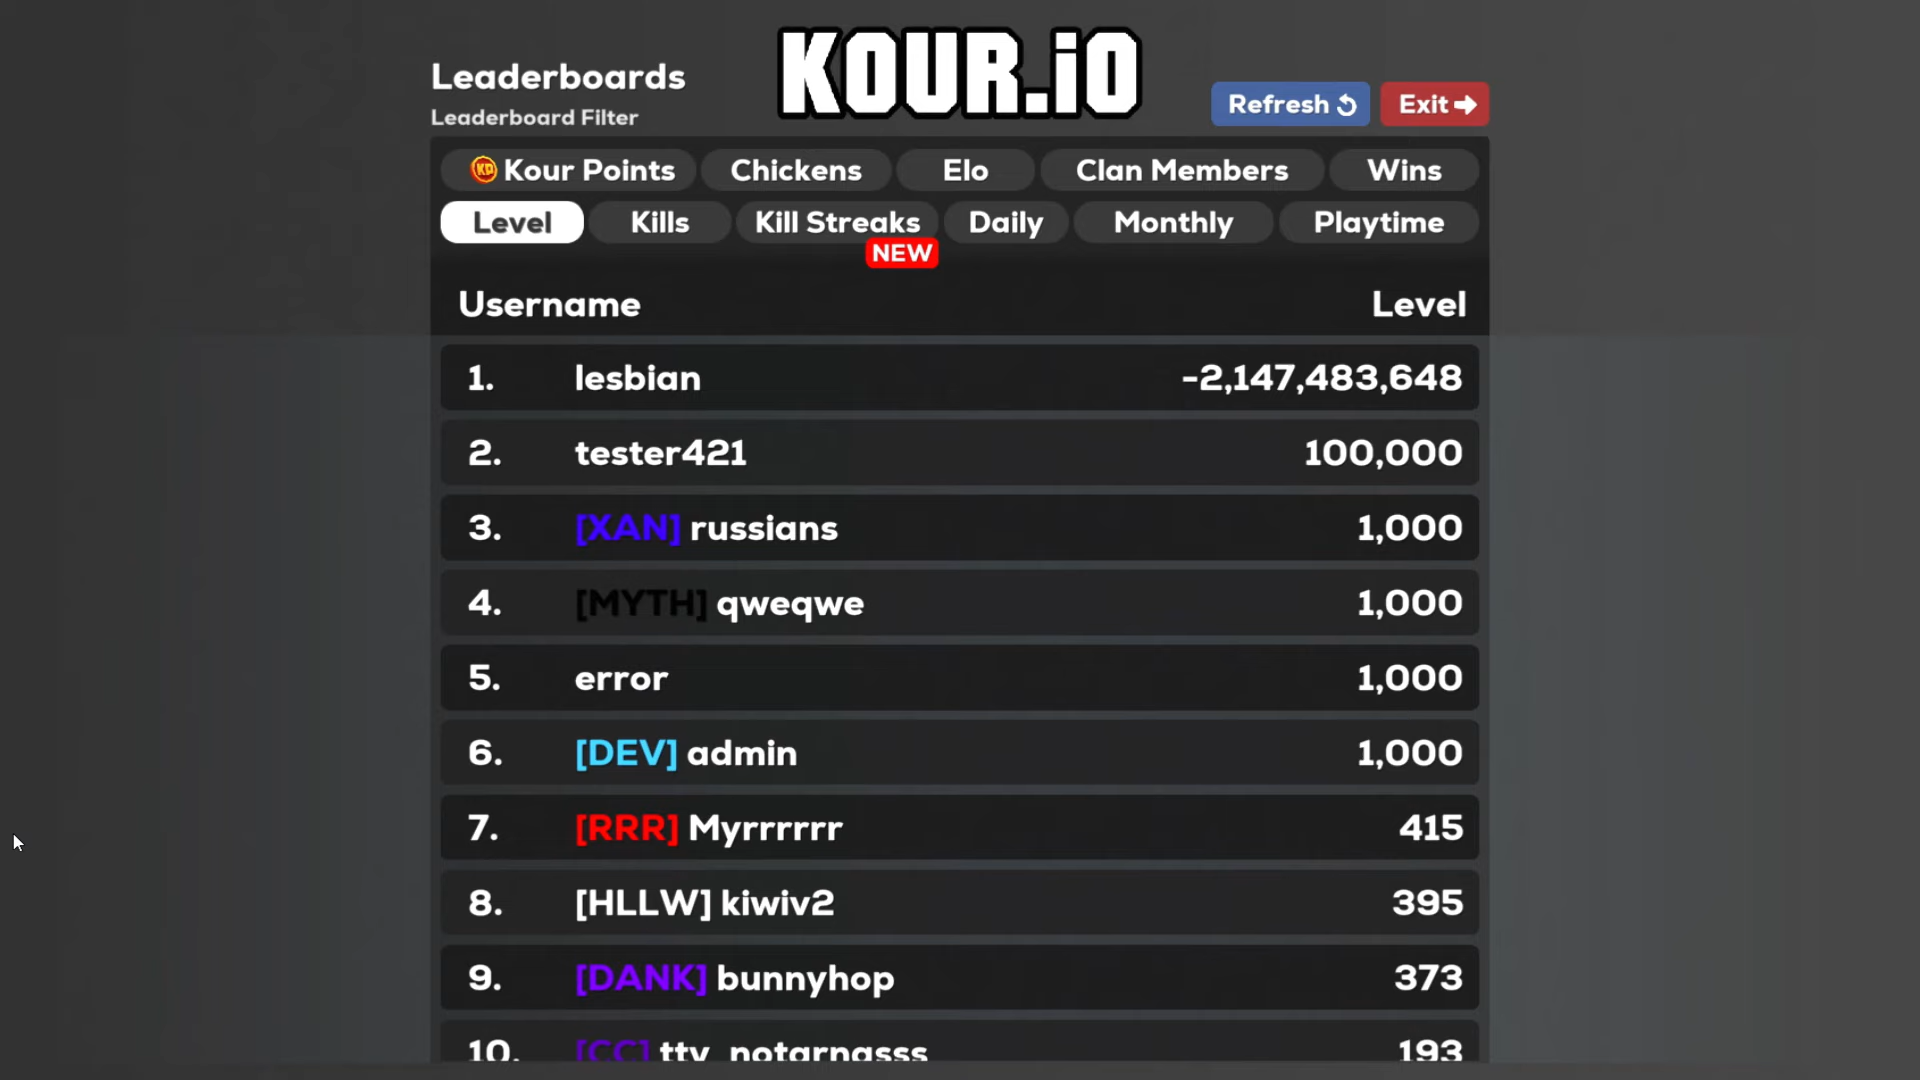 KOUR.iO
Leaderboards
Leaderboard Filter
Refresh
Exit
KD Kour Points Chickens Elo Clan Members Wins
Level Kills Kill Streaks Daily Monthly Playtime
NEW
Username Level
1. lesbian -2,147,483,648
2. tester421 100,000
3. [XAN] russians 1,000
4. [MYTH] qweqwe 1,000
5. error 1,000
6. [DEV] admin 1,000
7. [RRR] Myrrrrrr 415
8. [HLLW] kiwiv2 395
9. [DANK] bunnyhop 373
10. [CC] ttv_notarnasss 193